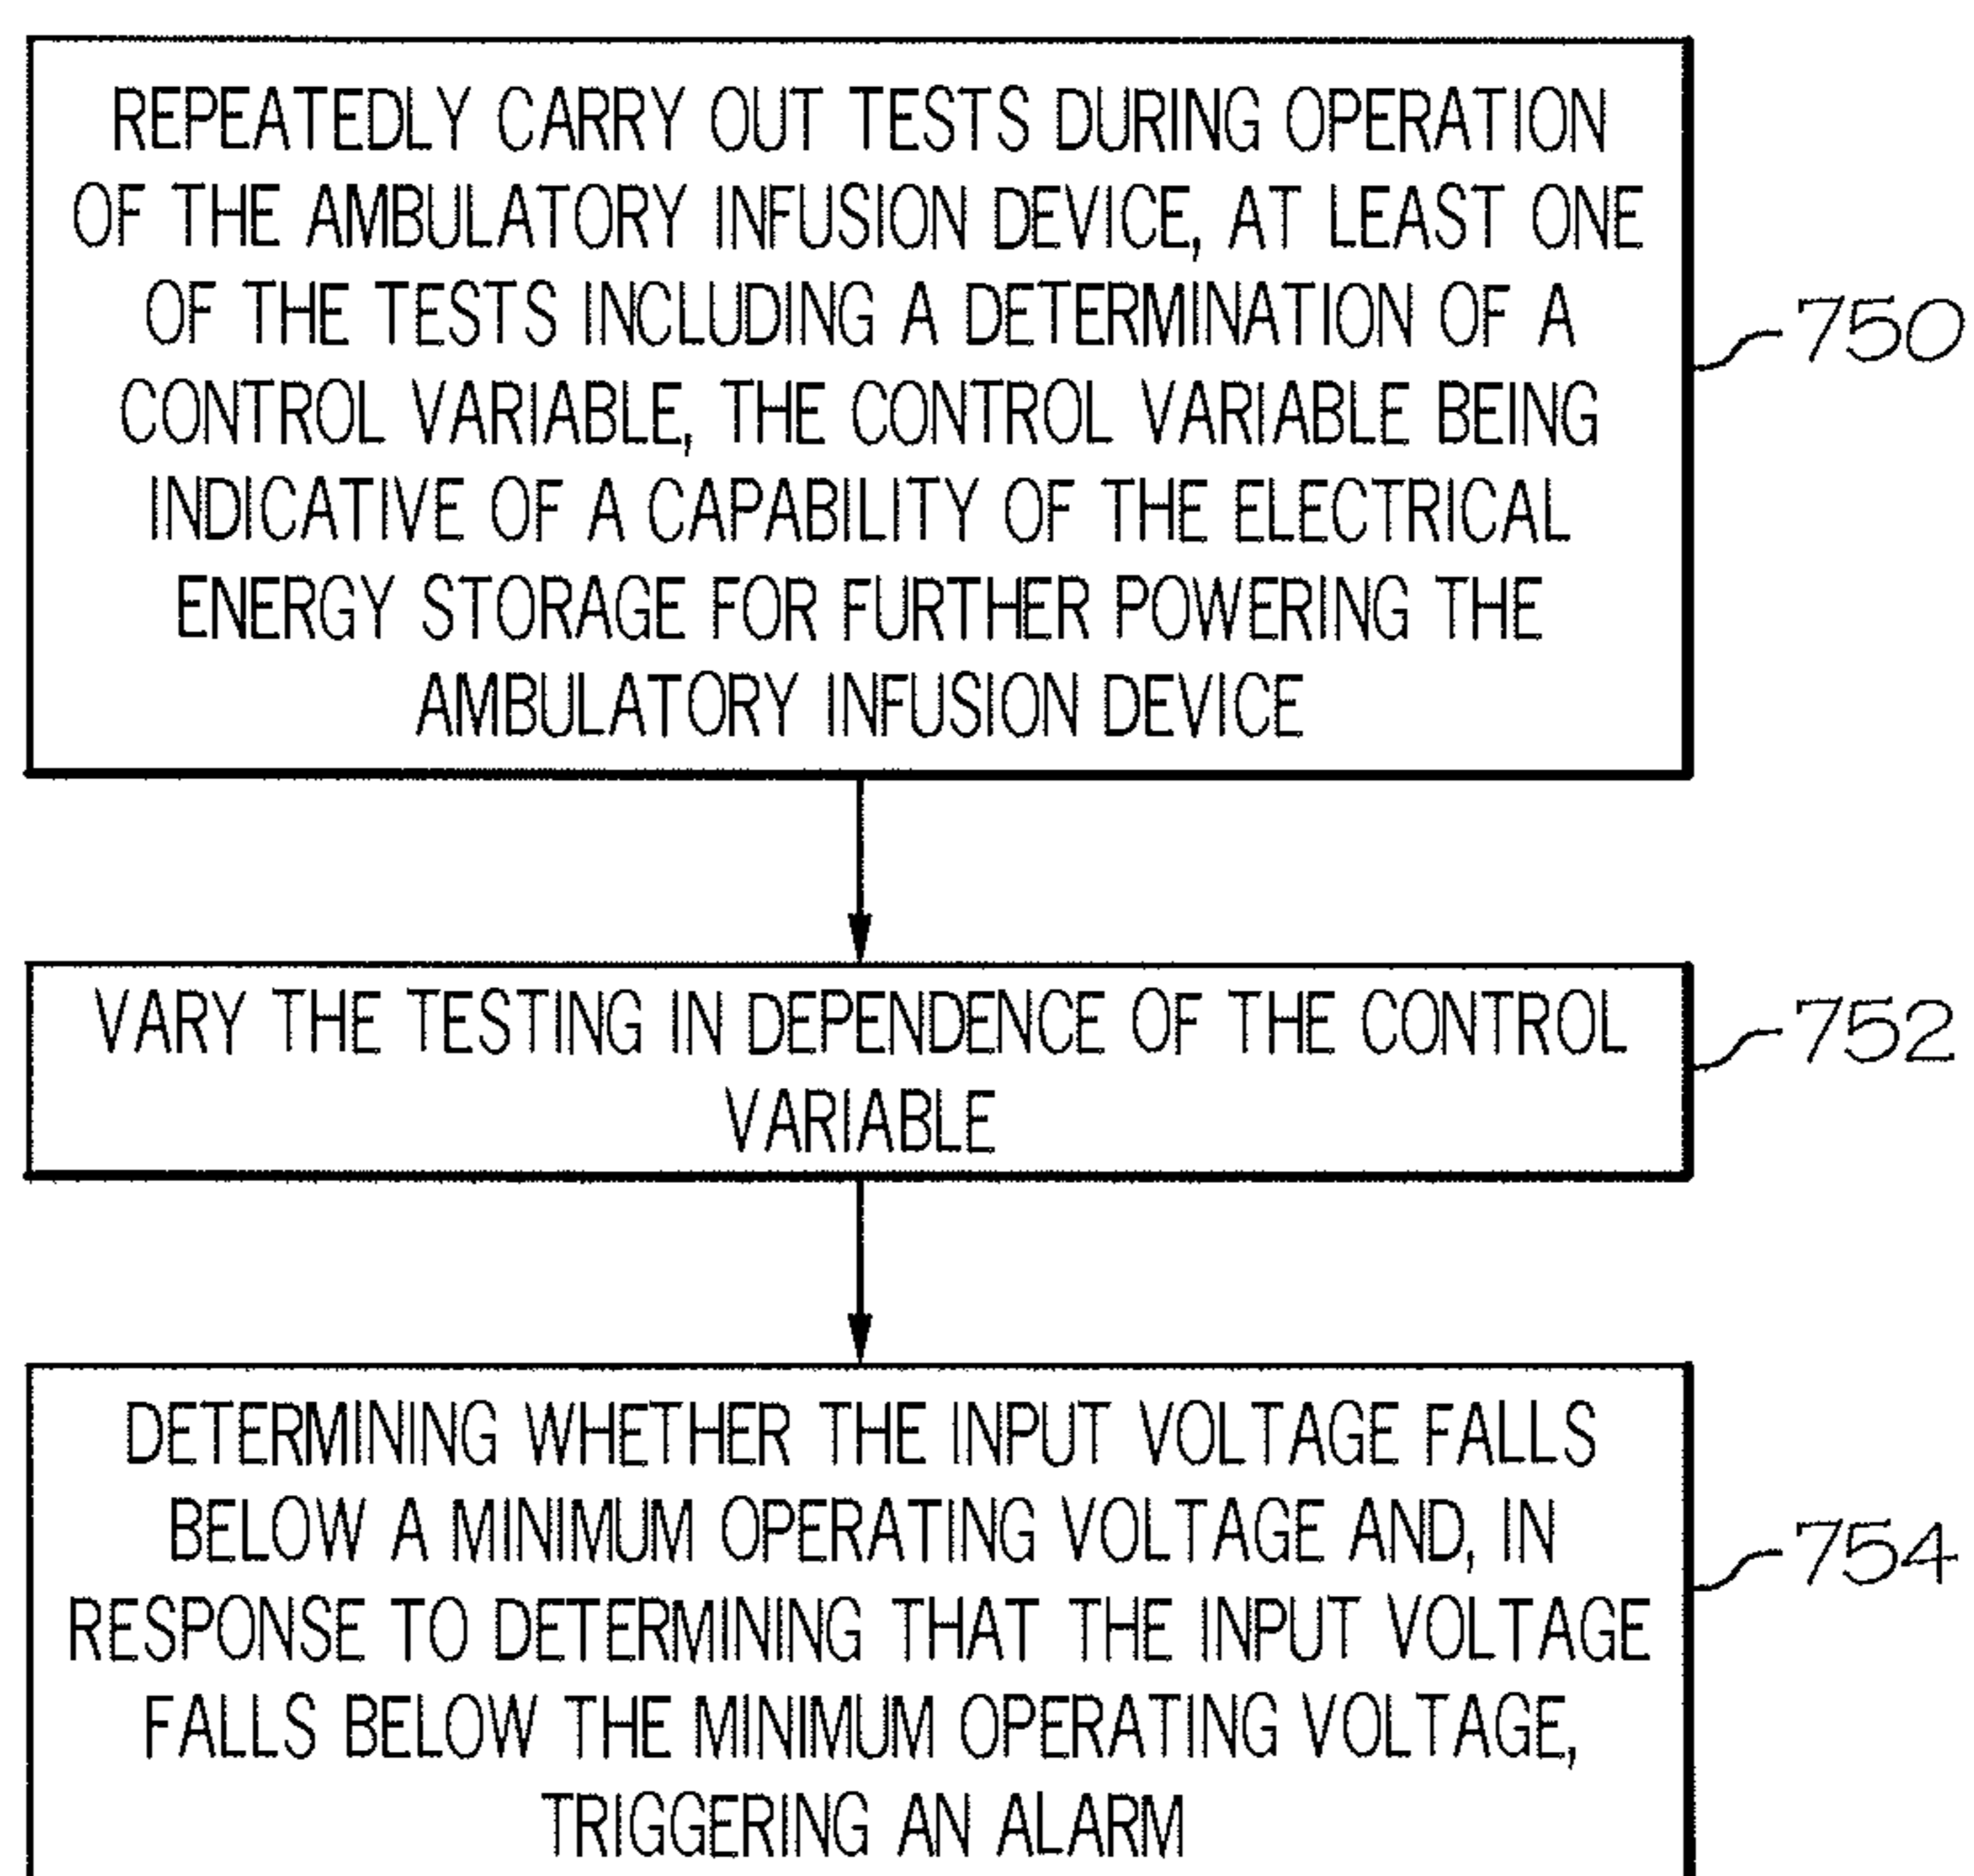 REPEATEDLY CARRY OUT TESTS DURING OPERATION
OF THE AMBULATORY INFUSION DEVICE, AT LEAST ONE
OF THE TESTS INCLUDING A DETERMINATION OF A
CONTROL VARIABLE, THE CONTROL VARIABLE BEING
INDICATIVE OF A CAPABILITY OF THE ELECTRICAL
ENERGY STORAGE FOR FURTHER POWERING THE
AMBULATORY INFUSION DEVICE
750
VARY THE TESTING IN DEPENDENCE OF THE CONTROL
VARIABLE
752
DETERMINING WHETHER THE INPUT VOLTAGE FALLS
BELOW A MINIMUM OPERATING VOLTAGE AND, IN
RESPONSE TO DETERMINING THAT THE INPUT VOLTAGE
FALLS BELOW THE MINIMUM OPERATING VOLTAGE,
TRIGGERING AN ALARM
754